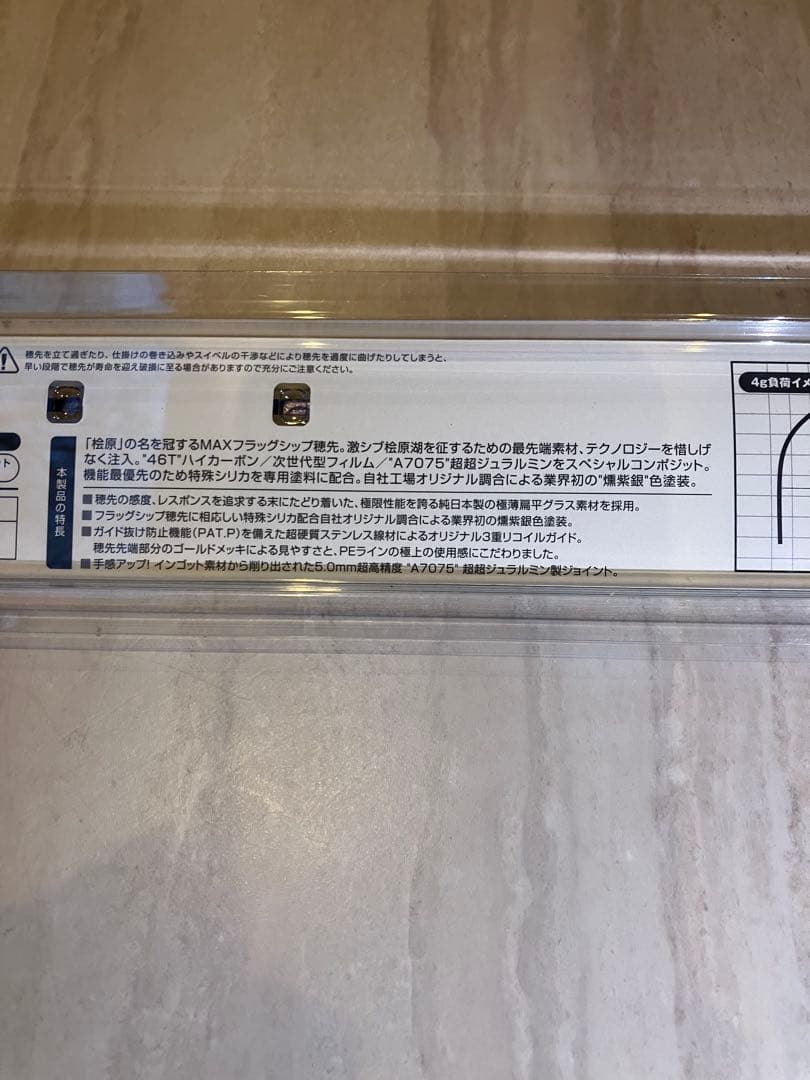 穂先を立て過ぎたり、仕掛けの巻き込みやスイベルの干渉などにより穂先を過度に曲げたりしてしまうと、
早い段階で穂先が寿命を迎え破損に至る場合がありますので充分にご注意ください。
4g負荷イメ
本製品の特長
「桧原」の名を冠するMAXフラッグシップ穂先。激シブ桧原湖を征するための最先端素材、テクノロジーを惜しげ
なく注入。"46T"ハイカーボン／次世代型フィルム／"A7075"超超ジュラルミンをスペシャルコンポジット。
機能最優先のため特殊シリカを専用塗料に配合。自社工場オリジナル調合による業界初の"燻紫銀"色塗装。
■穂先の感度、レスポンスを追求する末にたどり着いた、極限性能を誇る純日本製の極薄扁平グラス素材を採用。
■フラッグシップ穂先に相応しい特殊シリカ配合自社オリジナル調合による業界初の燻紫銀色塗装。
■ガイド抜け防止機能(PAT.P)を備えた超硬質ステンレス線材によるオリジナル3重リコイルガイド。
穂先先端部分のゴールドメッキによる見やすさと、PEラインの極上の使用感にこだわりました。
■手感アップ! インゴット素材から削り出された5.0mm超高精度 "A7075" 超超ジュラルミン製ジョイント。